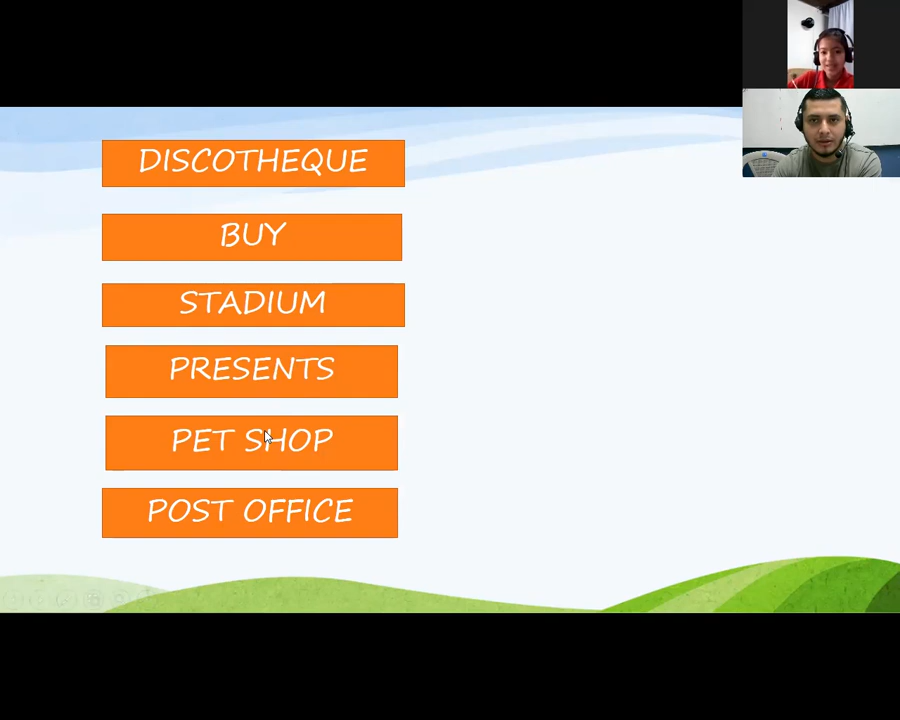 DISCOTHEQUE
BUY
STADIUM
PRESENTS
PET SHOP
POST OFFICE